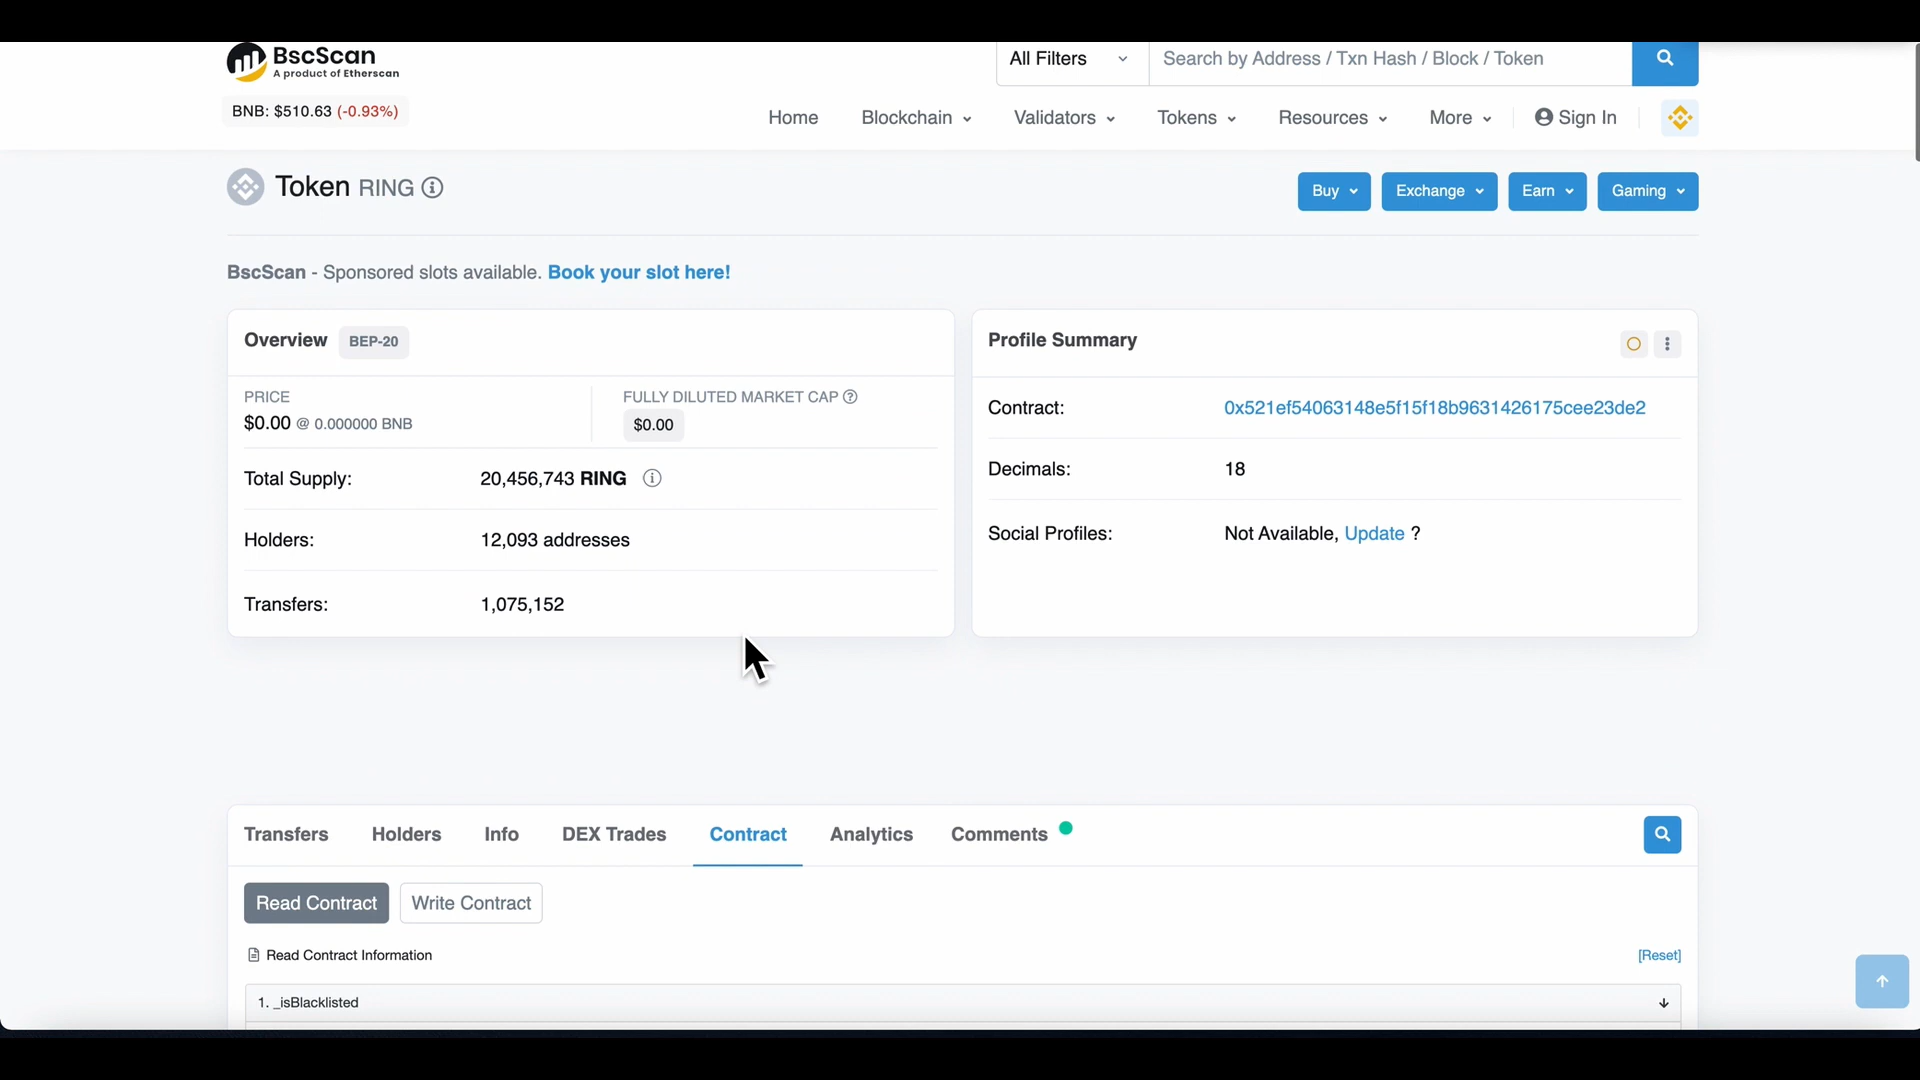 BscScan
A product of Etherscan
All Filters
Search by Address / Txn Hash / Block / Token
BNB: $510.63 (-0.93%)
Home
Blockchain
Validators
Tokens
Resources
More
Sign In
Token RING
Buy
Exchange
Earn
Gaming
BscScan - Sponsored slots available. Book your slot here!
Overview BEP-20
PRICE
$0.00 @ 0.000000 BNB
FULLY DILUTED MARKET CAP
$0.00
Total Supply: 20,456,743 RING
Holders: 12,093 addresses
Transfers: 1,075,152
Profile Summary
Contract: 0x521ef54063148e5f15f18b9631426175cee23de2
Decimals: 18
Social Profiles: Not Available, Update ?
Transfers
Holders
Info
DEX Trades
Contract
Analytics
Comments
Read Contract
Write Contract
Read Contract Information
[Reset]
1. _isBlacklisted